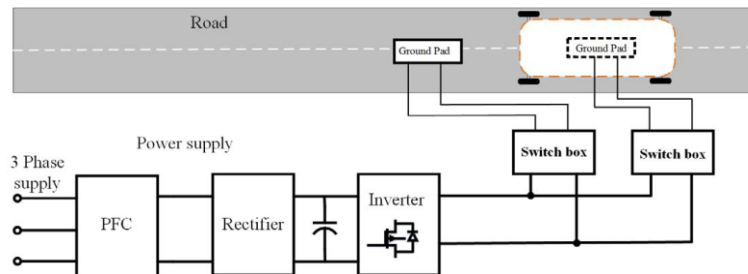 Road
Ground Pad
Ground Pad
Power supply
Switch box
Switch box
3 Phase
supply
PFC
Rectifier
Inverter